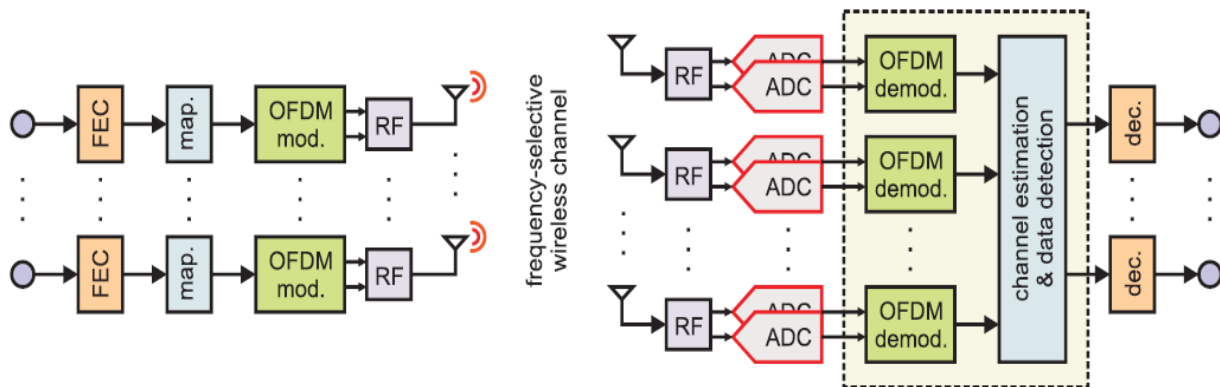 FEC
map.
OFDM
mod.
RF
FEC
map.
OFDM
mod.
RF
frequency-selective
wireless channel
RF
ADC
ADC
OFDM
demod.
RF
ADC
ADC
OFDM
demod.
RF
ADC
ADC
OFDM
demod.
channel estimation
& data detection
dec.
dec.